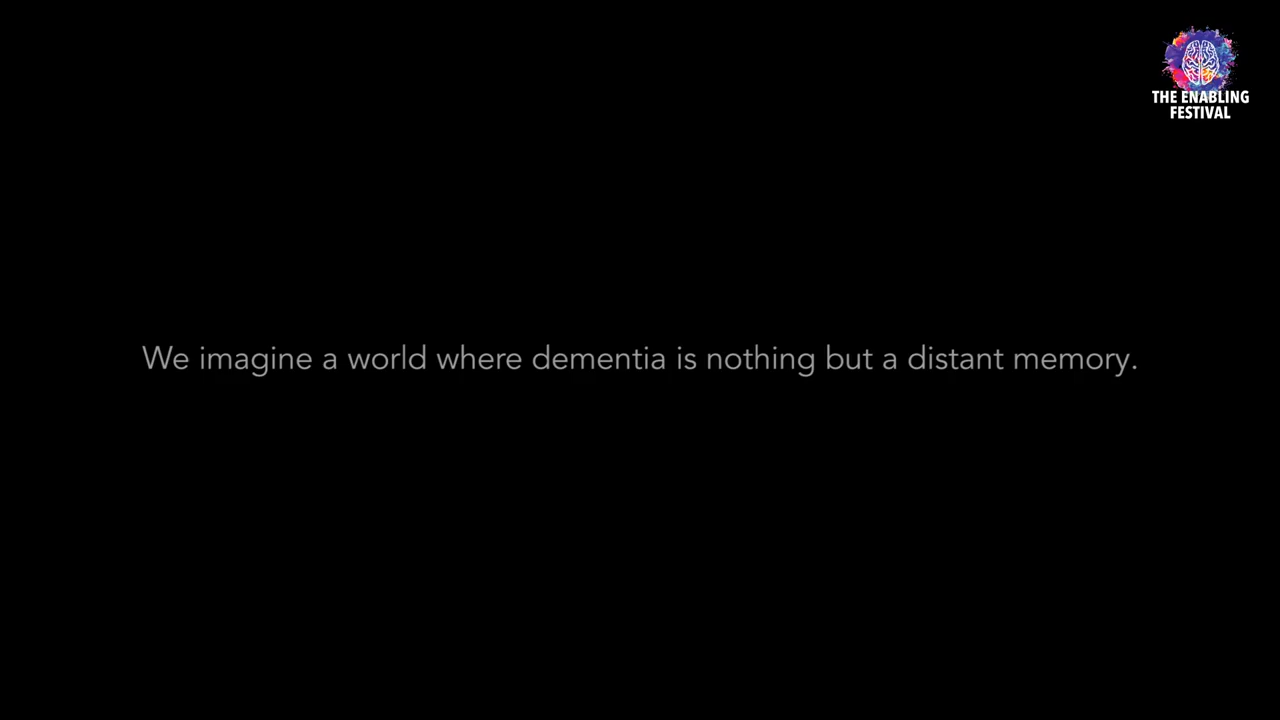 THE ENABLING
FESTIVAL
We imagine a world where dementia is nothing but a distant memory.